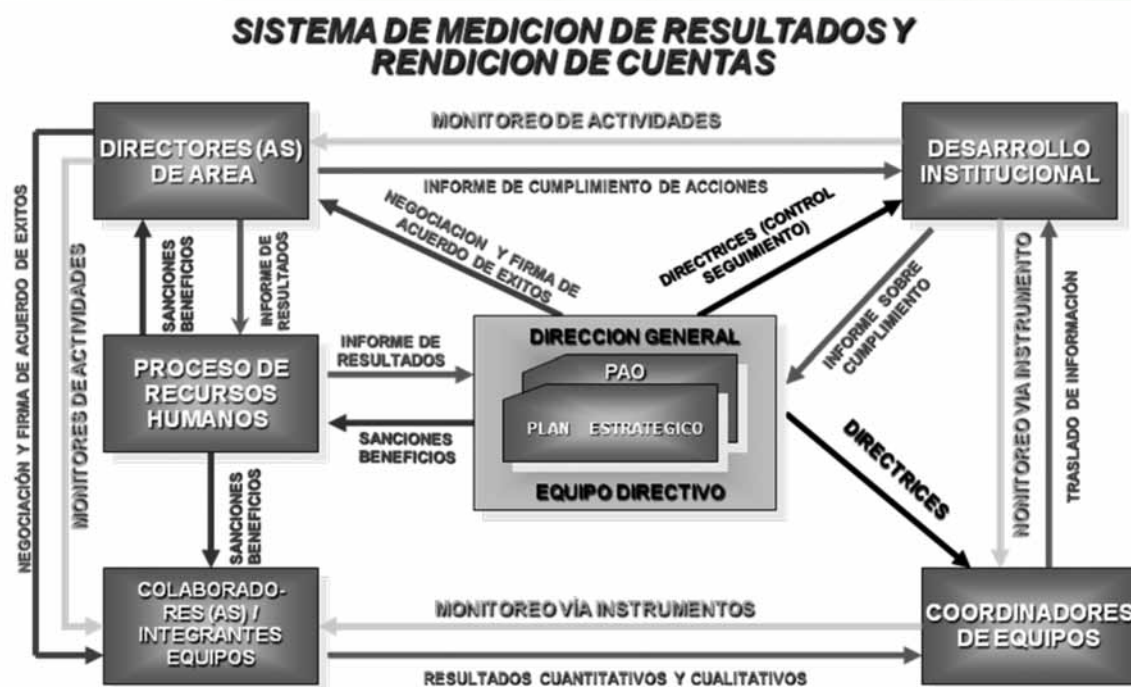 SISTEMA DE MEDICION DE RESULTADOS Y
RENDICION DE CUENTAS
DIRECTORES (AS)
DE AREA
MONITOREO DE ACTIVIDADES
INFORME DE CUMPLIMIENTO DE ACCIONES
DESARROLLO
INSTITUCIONAL
NEGOCIACIÓN Y FIRMA DE ACUERDO DE EXITOS
MONITORES DE ACTIVIDADES
SANCIONES
BENEFICIOS
INFORME DE
RESULTADOS
NEGOCIACION Y FIRMA DE
ACUERDO DE EXITOS
DIRECTRICES (CONTROL
SEGUIMIENTO)
INFORME SOBRE
CUMPLIMIENTO
NONITOREO VIA INSTRUMENTO
TRASLADO DE INFORMACIÓN
PROCESO DE
RECURSOS
HUMANOS
INFORME DE
RESULTADOS
SANCIONES
BENEFICIOS
DIRECCION GENERAL
PAO
PLAN ESTRATEGICO
EQUIPO DIRECTIVO
DIRECTRICES
SANCIONES
BENEFICIOS
COLABORADO-
RES (AS) /
INTEGRANTES
EQUIPOS
MONITOREO VÍA INSTRUMENTOS
RESULTADOS CUANTITATIVOS Y CUALITATIVOS
COORDINADORES
DE EQUIPOS